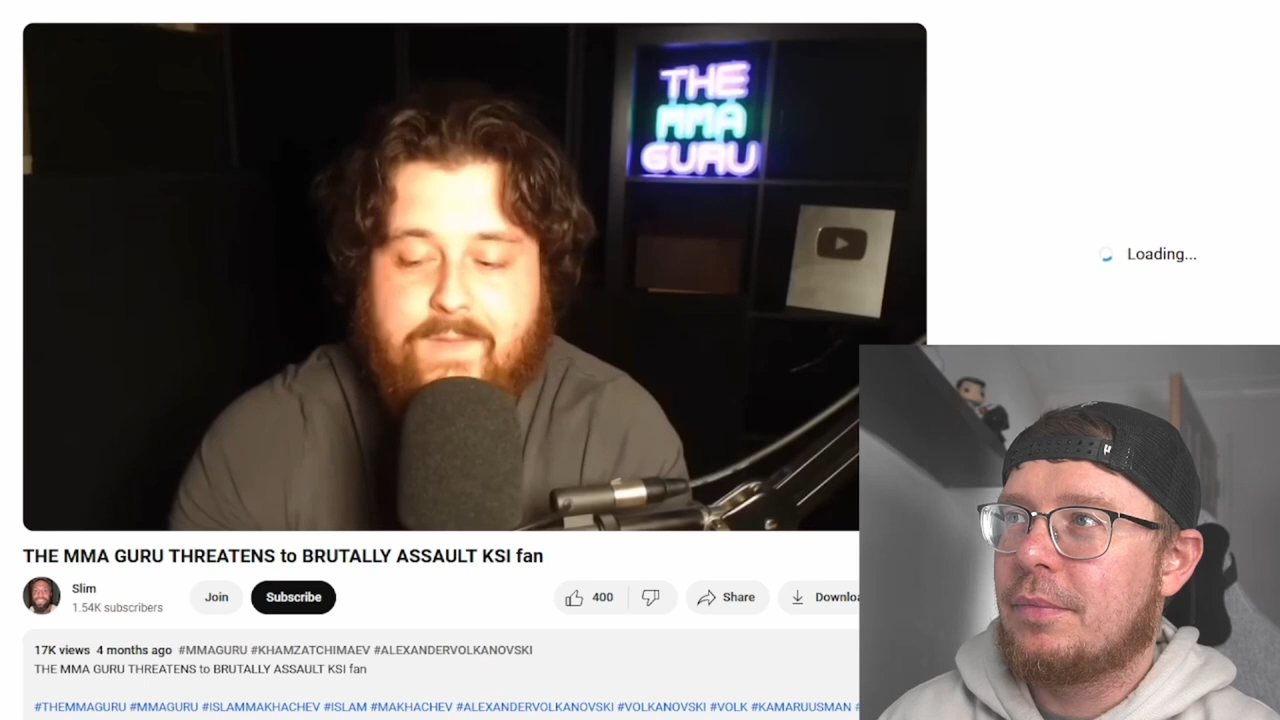 THE
MMA
GURU
Loading...
THE MMA GURU THREATENS to BRUTALLY ASSAULT KSI fan
Slim
1.54K subscribers
Join
Subscribe
400
Share
Downloa
17K views 4 months ago #MMAGURU #KHAMZATCHIMAEV #ALEXANDERVOLKANOVSKI
THE MMA GURU THREATENS to BRUTALLY ASSAULT KSI fan
#THEMMAGURU #MMAGURU #ISLAMMAKHACHEV #ISLAM #MAKHACHEV #ALEXANDERVOLKANOVSKI #VOLKANOVSKI #VOLK #KAMARUUSMAN #